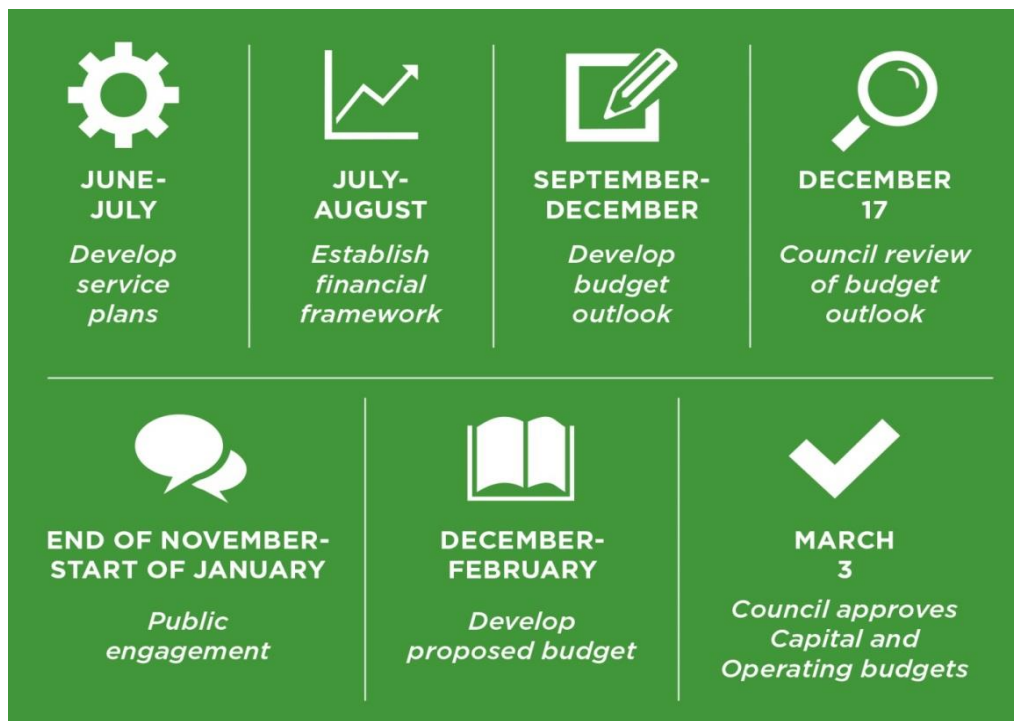 JUNE-
JULY
Develop
service
plans
JULY-
AUGUST
Establish
financial
framework
SEPTEMBER-
DECEMBER
Develop
budget
outlook
DECEMBER
17
Council review
of budget
outlook
END OF NOVEMBER-
START OF JANUARY
Public
engagement
DECEMBER-
FEBRUARY
Develop
proposed budget
MARCH
3
Council approves
Capital and
Operating budgets